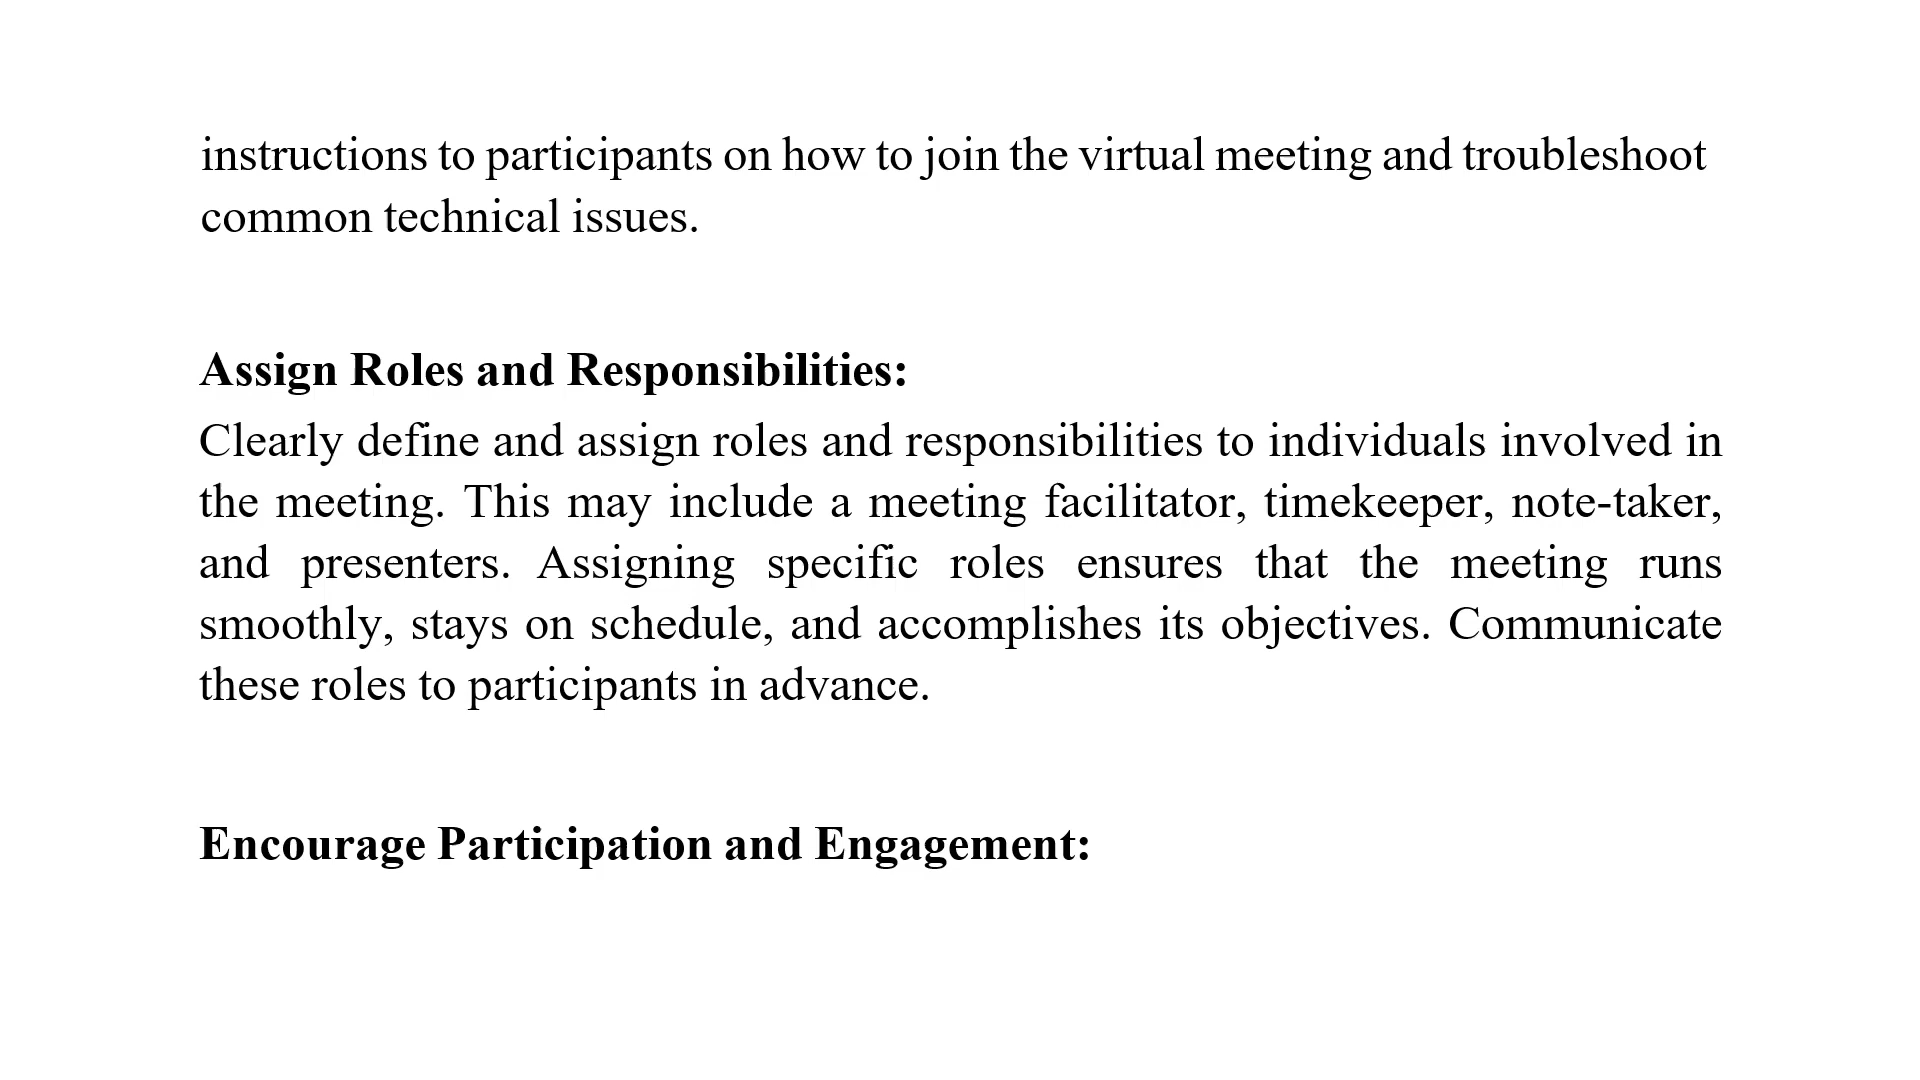 instructions to participants on how to join the virtual meeting and troubleshoot
common technical issues.
Assign Roles and Responsibilities:
Clearly define and assign roles and responsibilities to individuals involved in
the meeting. This may include a meeting facilitator, timekeeper, note-taker,
and presenters. Assigning specific roles ensures that the meeting runs
smoothly, stays on schedule, and accomplishes its objectives. Communicate
these roles to participants in advance.
Encourage Participation and Engagement: